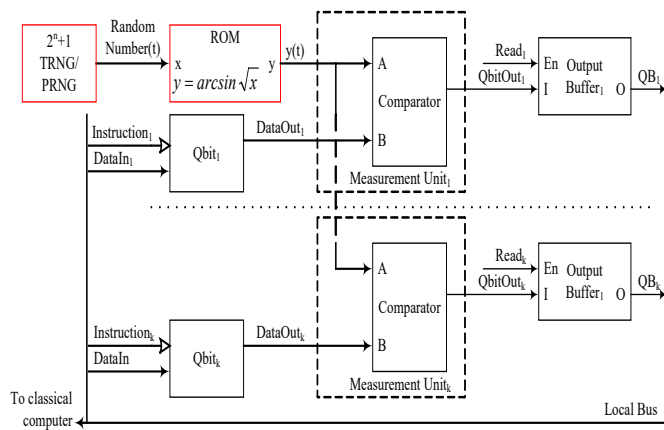 2ⁿ+1
TRNG/
PRNG
Random
Number(t)
ROM
x
y
y = arcsin√x
y(t)
A
B
Comparator
Measurement Unit₁
Read₁
QbitOut₁
En
I
Output
Buffer₁
O
QB₁
Instruction₁
DataIn₁
Qbit₁
DataOut₁
A
B
Comparator
Measurement Unitₖ
Readₖ
QbitOutₖ
En
I
Output
Buffer₁
O
QBₖ
Instructionₖ
DataIn
Qbitₖ
DataOutₖ
To classical
computer
Local Bus